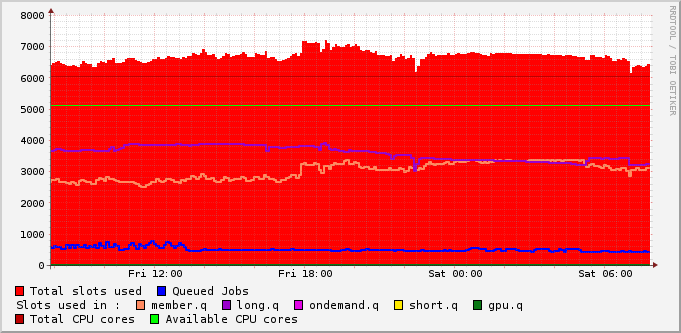 RRDTOOL / TOBI OETIKER
8000
7000
6000
5000
4000
3000
2000
1000
0
Fri 12:00 Fri 18:00 Sat 00:00 Sat 06:00
Total slots used Queued Jobs
Slots used in : member.q long.q ondemand.q short.q gpu.q
Total CPU cores Available CPU cores